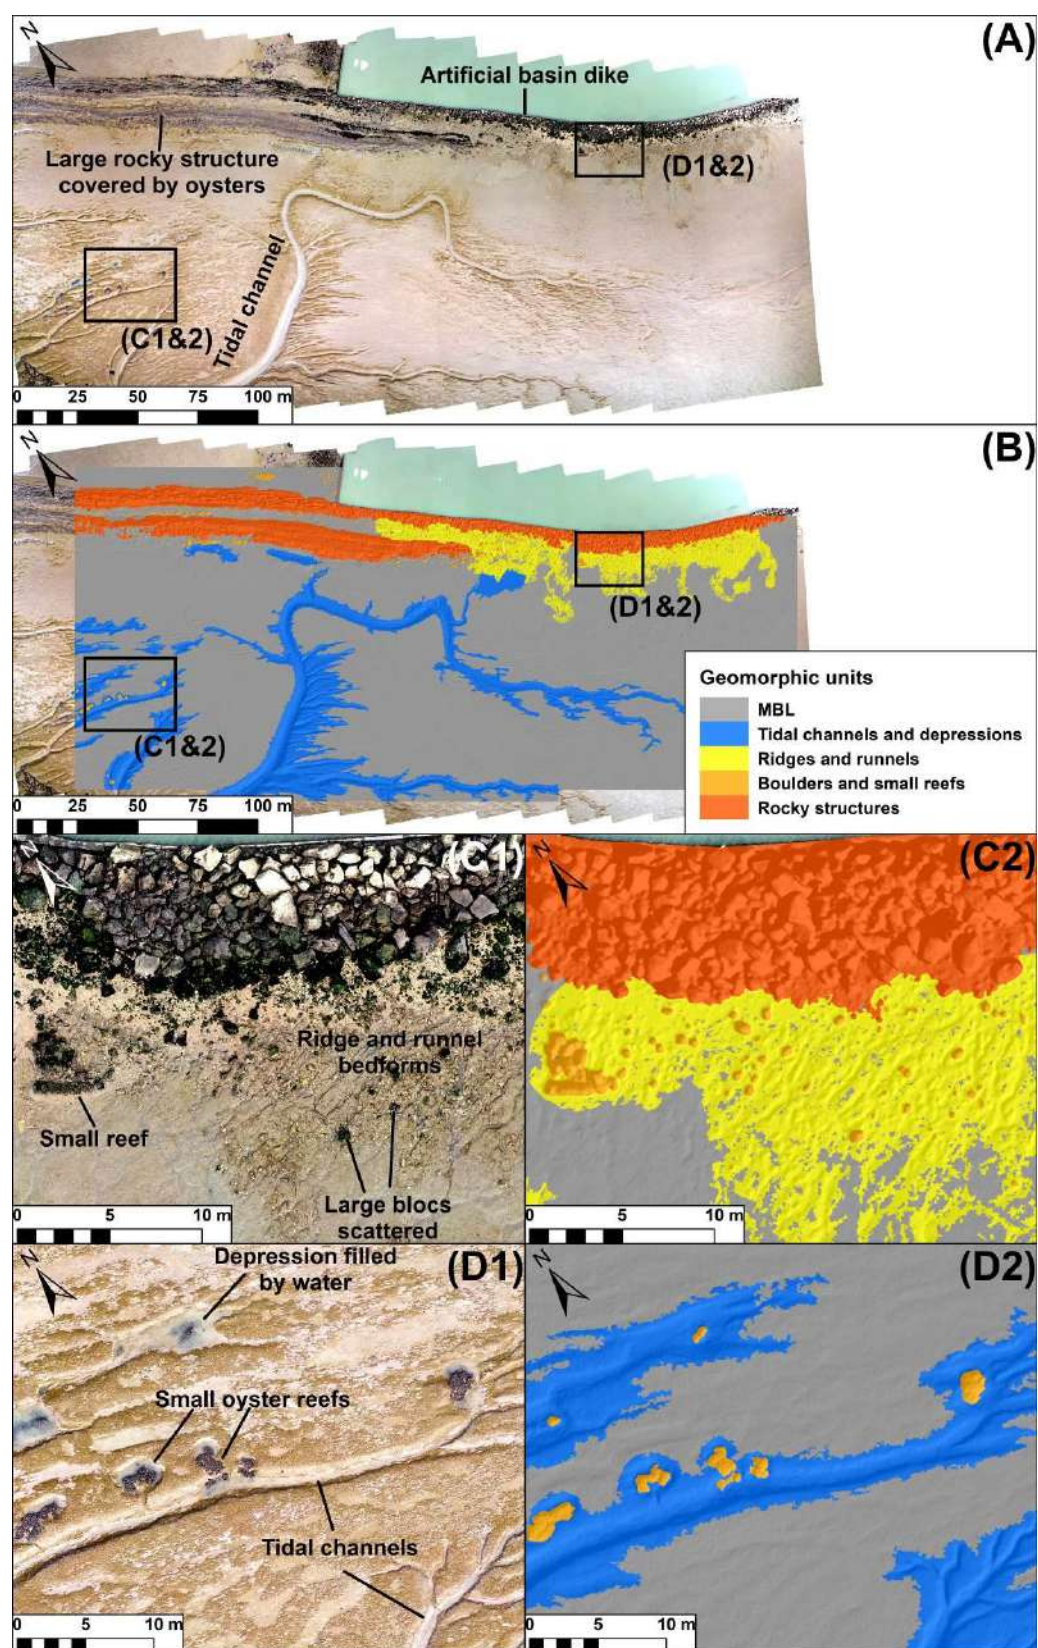 N
(A)
Artificial basin dike
Large rocky structure
covered by oysters
(D1&2)
Tidal channel
(C1&2)
0 25 50 75 100 m
N
(B)
(D1&2)
(C1&2)
Geomorphic units
MBL
Tidal channels and depressions
Ridges and runnels
Boulders and small reefs
Rocky structures
0 25 50 75 100 m
N
(C1)
Ridge and runnel
bedforms
Small reef
Large blocs
scattered
0 5 10 m
N
(C2)
0 5 10 m
N
(D1)
Depression filled
by water
Small oyster reefs
Tidal channels
0 5 10 m
N
(D2)
0 5 10 m